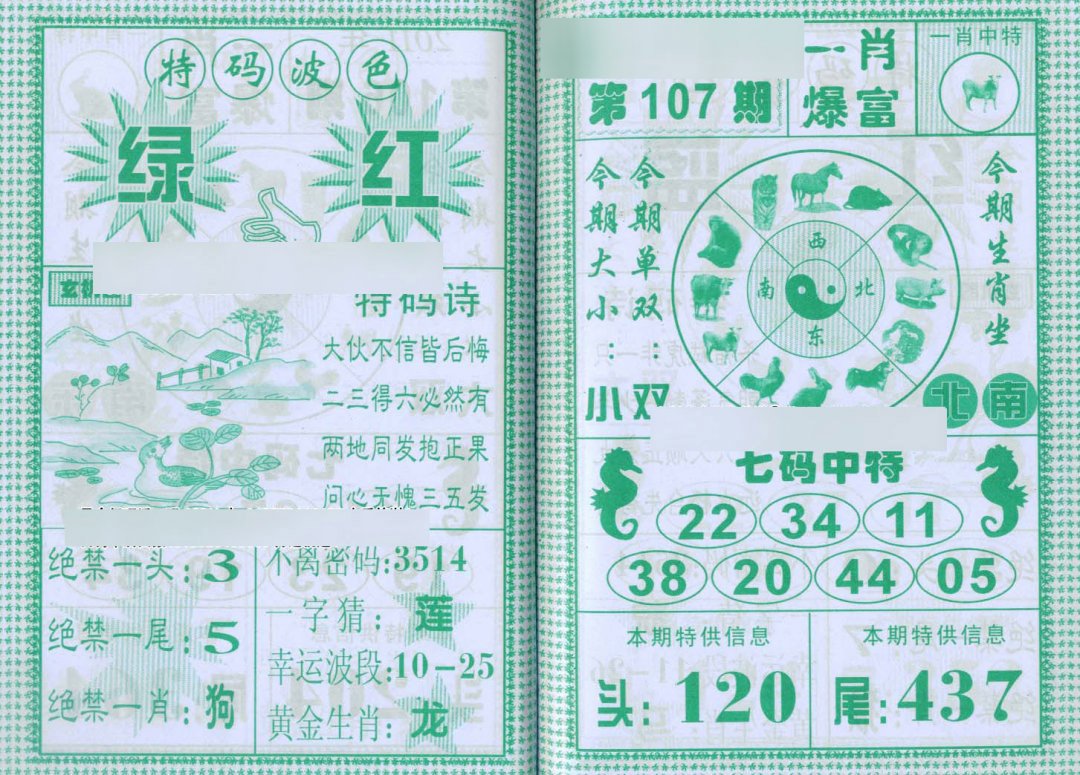 特码波色
绿 红
特码诗
大伙不信皆后悔
二三得六必然有
两地同发抱正果
问心无愧三五发
绝禁一头:3
绝禁一尾:5
绝禁一肖:狗
不离密码:3514
一字猜:莲
幸运波段:10-25
黄金生肖:龙
第107期
一肖
爆富
一肖中特
今期大小:小
今期单双:双
西
南 北
东
今期生肖坐
北南
七码中特
22 34 11
38 20 44 05
本期特供信息
头:120
本期特供信息
尾:437